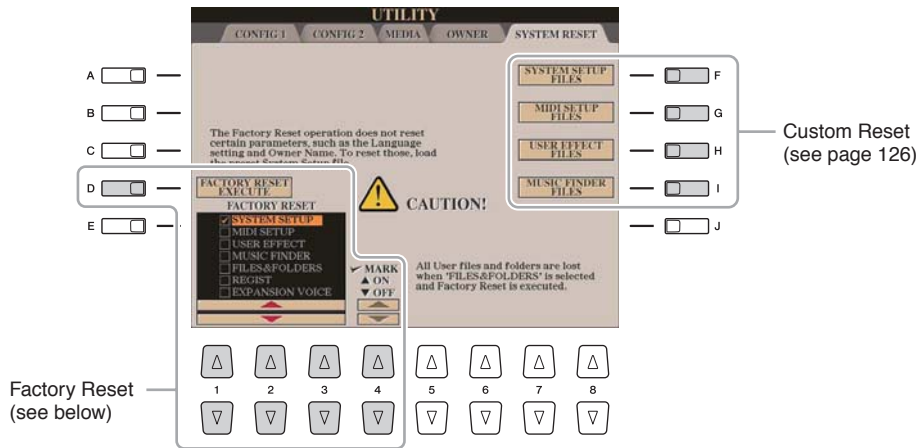 UTILITY
CONFIG 1 CONFIG 2 MEDIA OWNER SYSTEM RESET
A
B
C
D
E
SYSTEM SETUP
FILES
MIDI SETUP
FILES
USER EFFECT
FILES
MUSIC FINDER
FILES
F
G
H
I
J
Custom Reset
(see page 126)
The Factory Reset operation does not reset
certain parameters, such as the Language
setting and Owner Name. To reset those, load
the preset System Setup file.
FACTORY RESET
EXECUTE
CAUTION!
FACTORY RESET
SYSTEM SETUP
MIDI SETUP
USER EFFECT
MUSIC FINDER
FILES&FOLDERS
REGIST
EXPANSION VOICE
MARK
▲ ON
▼ OFF
All User files and folders are lost
when "FILES&FOLDERS" is selected
and Factory Reset is executed.
1 2 3 4 5 6 7 8
Factory Reset
(see below)